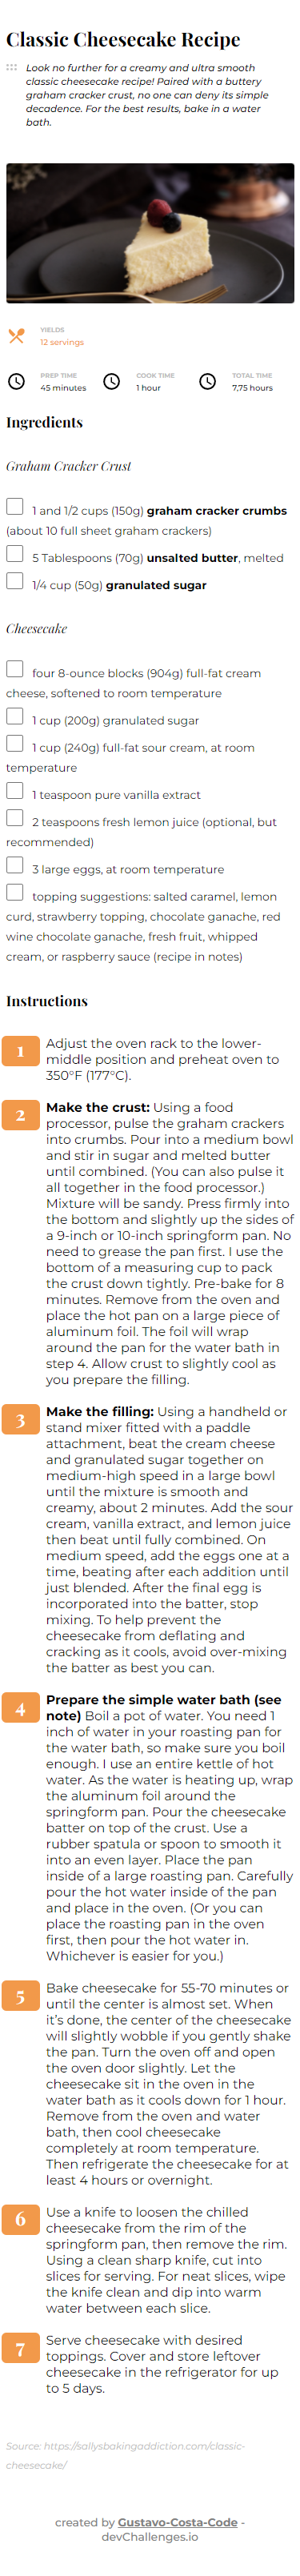 Classic Cheesecake Recipe
Look no further for a creamy and ultra smooth
classic cheesecake recipe! Paired with a buttery
graham cracker crust, no one can deny its simple
decadence. For the best results, bake in a water
bath.
YIELDS
12 servings
PREP TIME
45 minutes
COOK TIME
1 hour
TOTAL TIME
7,75 hours
Ingredients
Graham Cracker Crust
1 and 1/2 cups (150g) graham cracker crumbs
(about 10 full sheet graham crackers)
5 Tablespoons (70g) unsalted butter, melted
1/4 cup (50g) granulated sugar
Cheesecake
four 8-ounce blocks (904g) full-fat cream
cheese, softened to room temperature
1 cup (200g) granulated sugar
1 cup (240g) full-fat sour cream, at room
temperature
1 teaspoon pure vanilla extract
2 teaspoons fresh lemon juice (optional, but
recommended)
3 large eggs, at room temperature
topping suggestions: salted caramel, lemon
curd, strawberry topping, chocolate ganache, red
wine chocolate ganache, fresh fruit, whipped
cream, or raspberry sauce (recipe in notes)
Instructions
1 Adjust the oven rack to the lower-
middle position and preheat oven to
350°F (177°C).
2 Make the crust: Using a food
processor, pulse the graham crackers
into crumbs. Pour into a medium bowl
and stir in sugar and melted butter
until combined. (You can also pulse it
all together in the food processor.)
Mixture will be sandy. Press firmly into
the bottom and slightly up the sides of
a 9-inch or 10-inch springform pan. No
need to grease the pan first. I use the
bottom of a measuring cup to pack
the crust down tightly. Pre-bake for 8
minutes. Remove from the oven and
place the hot pan on a large piece of
aluminum foil. The foil will wrap
around the pan for the water bath in
step 4. Allow crust to slightly cool as
you prepare the filling.
3 Make the filling: Using a handheld or
stand mixer fitted with a paddle
attachment, beat the cream cheese
and granulated sugar together on
medium-high speed in a large bowl
until the mixture is smooth and
creamy, about 2 minutes. Add the sour
cream, vanilla extract, and lemon juice
then beat until fully combined. On
medium speed, add the eggs one at a
time, beating after each addition until
just blended. After the final egg is
incorporated into the batter, stop
mixing. To help prevent the
cheesecake from deflating and
cracking as it cools, avoid over-mixing
the batter as best you can.
4 Prepare the simple water bath (see
note) Boil a pot of water. You need 1
inch of water in your roasting pan for
the water bath, so make sure you boil
enough. I use an entire kettle of hot
water. As the water is heating up, wrap
the aluminum foil around the
springform pan. Pour the cheesecake
batter on top of the crust. Use a
rubber spatula or spoon to smooth it
into an even layer. Place the pan
inside of a large roasting pan. Carefully
pour the hot water inside of the pan
and place in the oven. (Or you can
place the roasting pan in the oven
first, then pour the hot water in.
Whichever is easier for you.)
5 Bake cheesecake for 55-70 minutes or
until the center is almost set. When
it's done, the center of the cheesecake
will slightly wobble if you gently shake
the pan. Turn the oven off and open
the oven door slightly. Let the
cheesecake sit in the oven in the
water bath as it cools down for 1 hour.
Remove from the oven and water
bath, then cool cheesecake
completely at room temperature.
Then refrigerate the cheesecake for at
least 4 hours or overnight.
6 Use a knife to loosen the chilled
cheesecake from the rim of the
springform pan, then remove the rim.
Using a clean sharp knife, cut into
slices for serving. For neat slices, wipe
the knife clean and dip into warm
water between each slice.
7 Serve cheesecake with desired
toppings. Cover and store leftover
cheesecake in the refrigerator for up
to 5 days.
Source: https://sallysbakingaddiction.com/classic-
cheesecake/
created by Gustavo-Costa-Code -
devChallenges.io